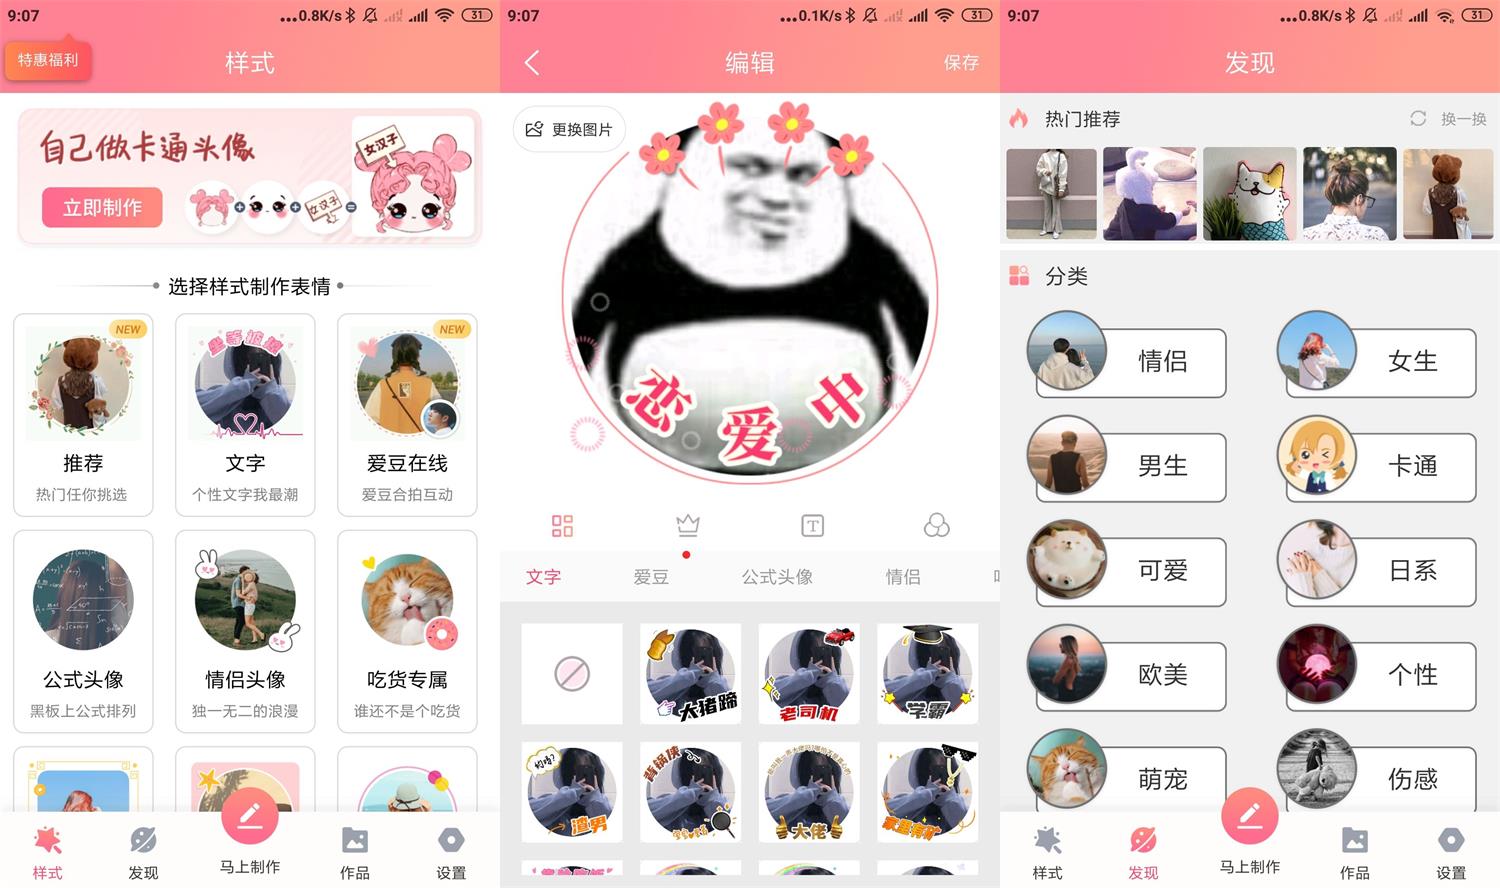 9:07
...0.8K/s
31
特惠福利
样式
自己做卡通头像
立即制作
女汉子
女汉子
选择样式制作表情
NEW
推荐
热门任你挑选
文字
个性文字我最潮
NEW
爱豆在线
爱豆合拍互动
公式头像
黑板上公式排列
情侣头像
独一无二的浪漫
吃货专属
谁还不是个吃货
样式
发现
马上制作
作品
设置
9:07
...0.1K/s
31
编辑
保存
更换图片
恋爱中
文字
爱豆
公式头像
情侣
大猪蹄
老司机
学霸
渣男
背锅侠
大佬
家里有矿
9:07
...0.8K/s
31
发现
热门推荐
换一换
分类
情侣
女生
男生
卡通
可爱
日系
欧美
个性
萌宠
伤感
样式
发现
马上制作
作品
设置